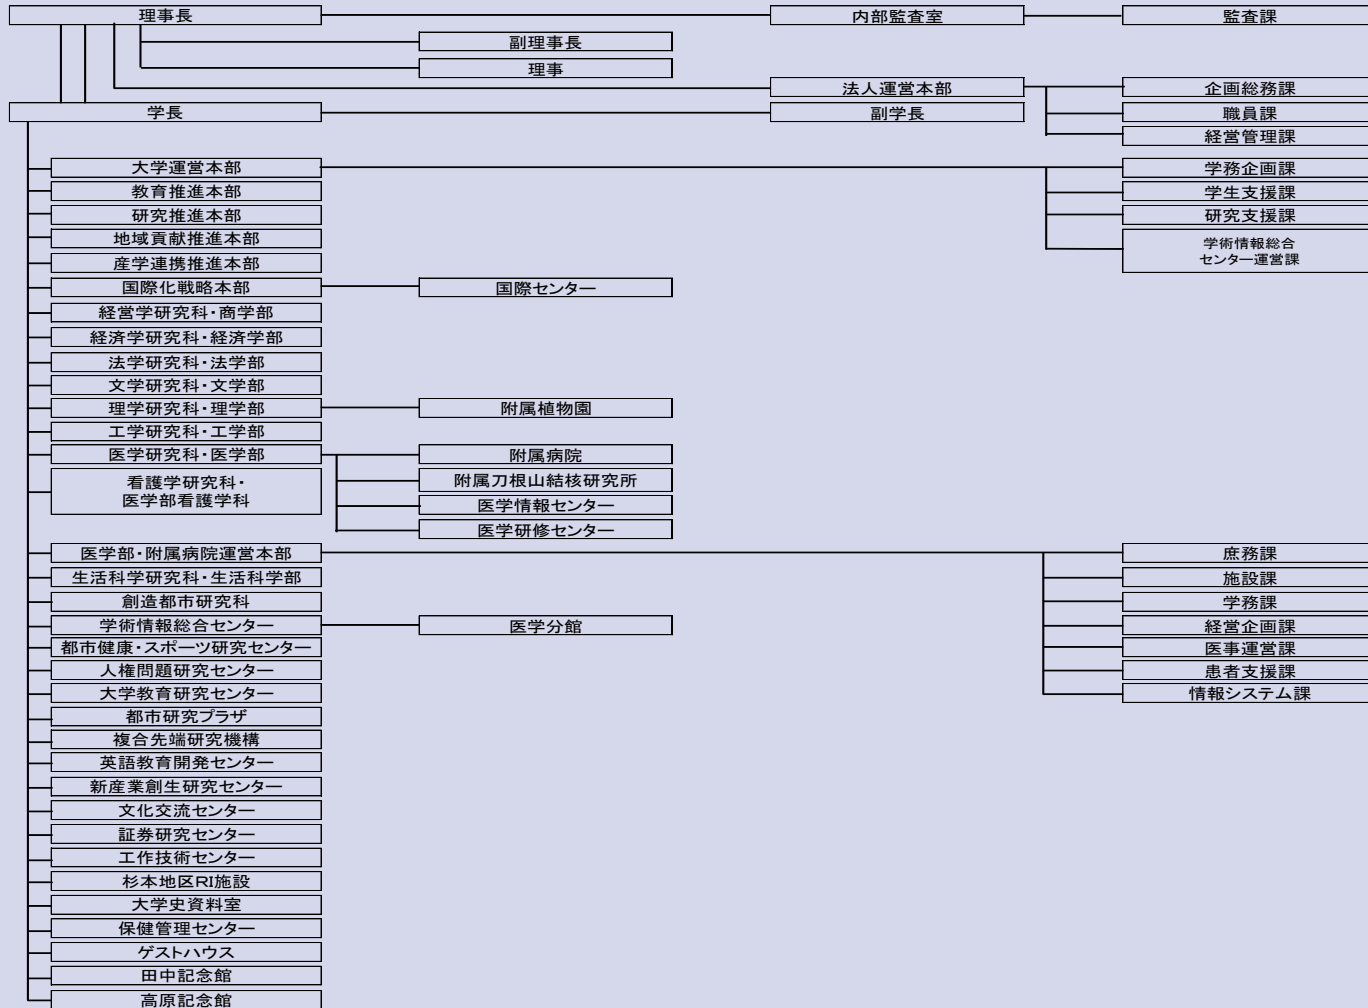 理事長
内部監査室
監査課
副理事長
理事
法人運営本部
企画総務課
学長
副学長
職員課
経営管理課
大学運営本部
学務企画課
教育推進本部
学生支援課
研究推進本部
研究支援課
地域貢献推進本部
学術情報総合
センター運営課
産学連携推進本部
国際化戦略本部
国際センター
経営学研究科・商学部
経済学研究科・経済学部
法学研究科・法学部
文学研究科・文学部
理学研究科・理学部
附属植物園
工学研究科・工学部
医学研究科・医学部
附属病院
看護学研究科・
医学部看護学科
附属刀根山結核研究所
医学情報センター
医学研修センター
医学部・附属病院運営本部
庶務課
生活科学研究科・生活科学部
施設課
創造都市研究科
学務課
学術情報総合センター
医学分館
経営企画課
都市健康・スポーツ研究センター
医事運営課
人権問題研究センター
患者支援課
大学教育研究センター
情報システム課
都市研究プラザ
複合先端研究機構
英語教育開発センター
新産業創生研究センター
文化交流センター
証券研究センター
工作技術センター
杉本地区RI施設
大学史資料室
保健管理センター
ゲストハウス
田中記念館
高原記念館